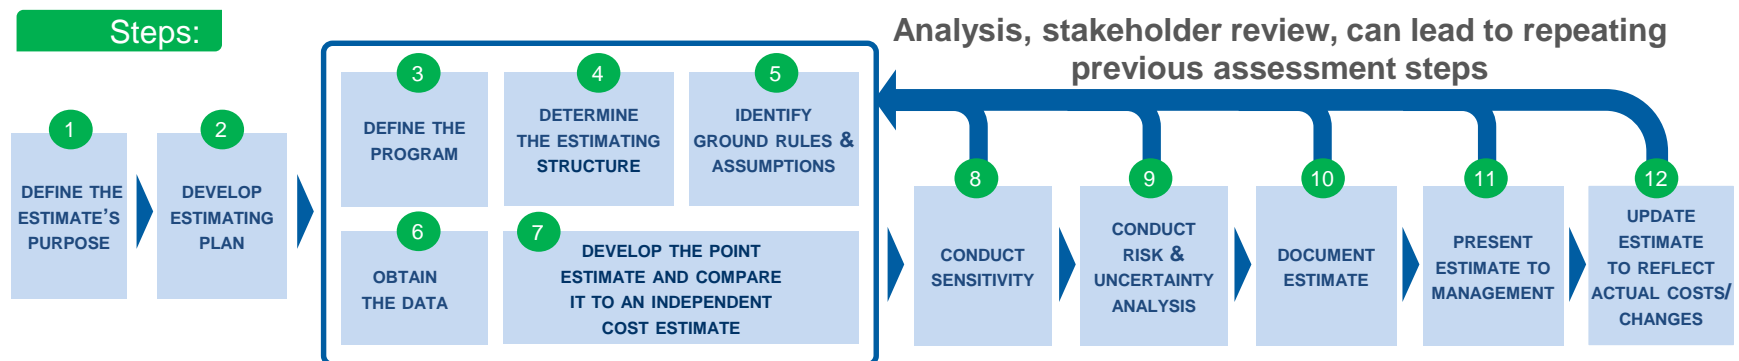 Steps:
Analysis, stakeholder review, can lead to repeating
previous assessment steps
1
DEFINE THE
ESTIMATE'S
PURPOSE
2
DEVELOP
ESTIMATING
PLAN
3
DEFINE THE
PROGRAM
4
DETERMINE
THE ESTIMATING
STRUCTURE
5
IDENTIFY
GROUND RULES &
ASSUMPTIONS
6
OBTAIN
THE DATA
7
DEVELOP THE POINT
ESTIMATE AND COMPARE
IT TO AN INDEPENDENT
COST ESTIMATE
8
CONDUCT
SENSITIVITY
9
CONDUCT
RISK &
UNCERTAINTY
ANALYSIS
10
DOCUMENT
ESTIMATE
11
PRESENT
ESTIMATE TO
MANAGEMENT
12
UPDATE
ESTIMATE
TO REFLECT
ACTUAL COSTS/
CHANGES